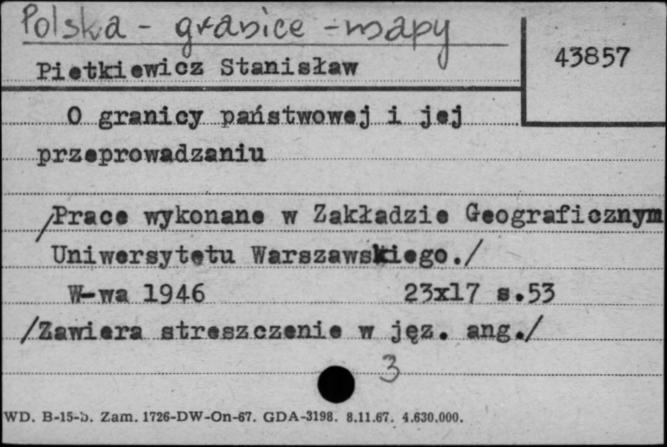 Polska - granice - mapy
Pietkiewicz Stanisław
43857
O granicy państwowej i jej
przeprowadzaniu
/Prace wykonane w Zakładzie Geograficznym
Uniwersytetu Warszawskiego./
W-wa 1946 23x17 s.53
/Zawiera streszczenie w jęz. ang./
3
WD. B-15-b. Zam. 1726-DW-On-67. GDA-3198. 8.11.67. 4.630.000.